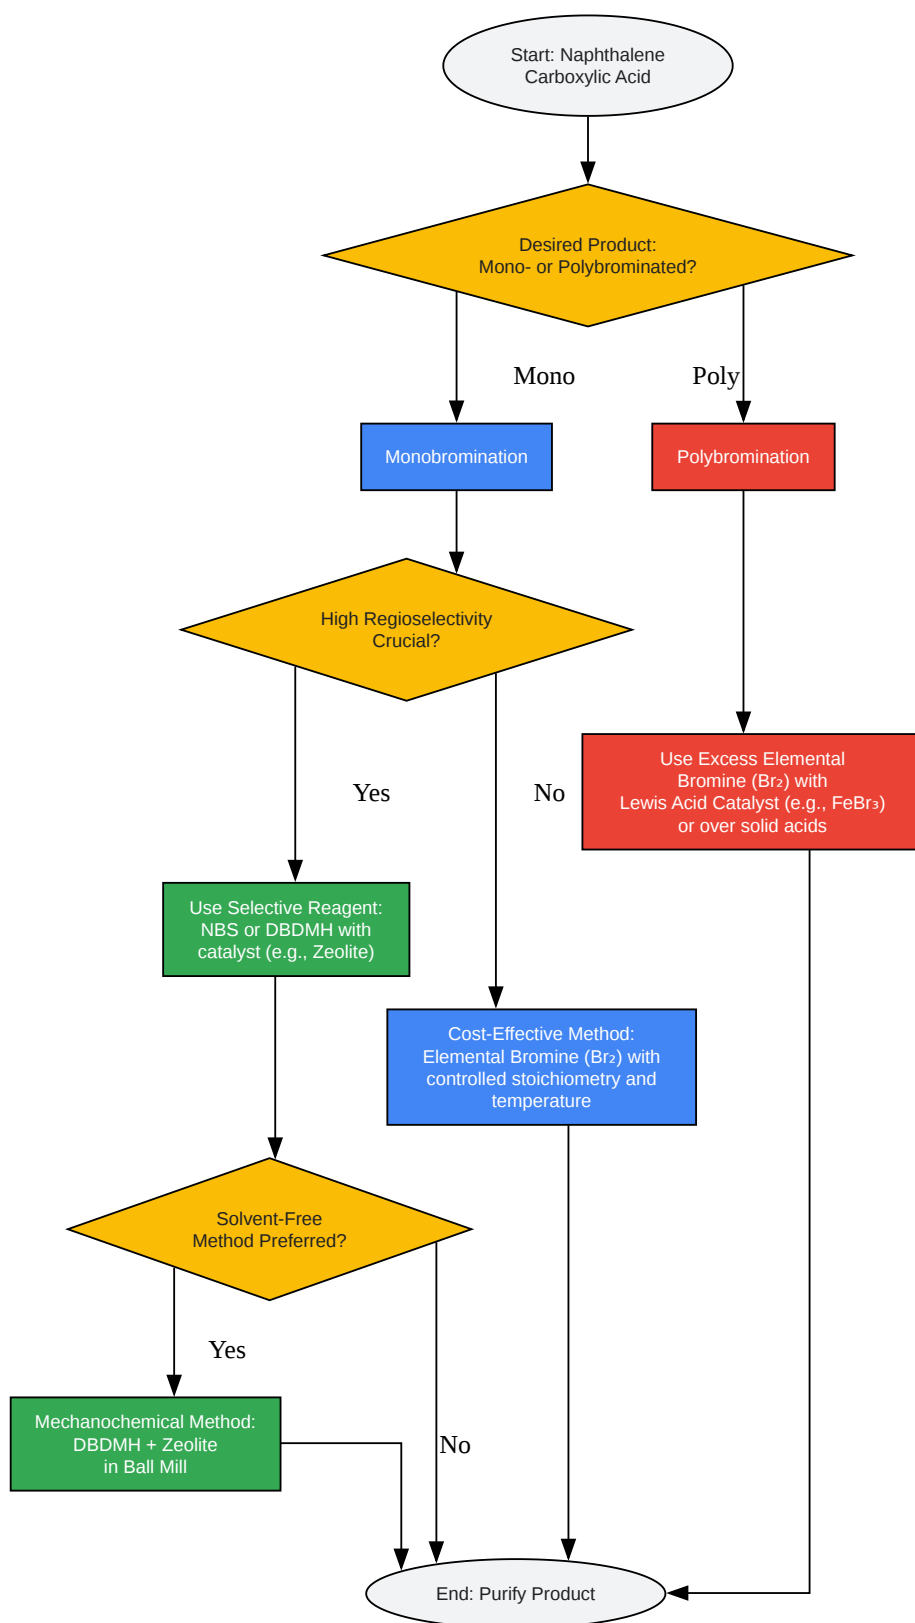 Start: Naphthalene
Carboxylic Acid
Desired Product:
Mono- or Polybrominated?
Mono
Poly
Monobromination
Polybromination
High Regioselectivity
Crucial?
Yes
No
Use Excess Elemental
Bromine (Br₂) with
Lewis Acid Catalyst (e.g., FeBr₃)
or over solid acids
Use Selective Reagent:
NBS or DBDMH with
catalyst (e.g., Zeolite)
Cost-Effective Method:
Elemental Bromine (Br₂) with
controlled stoichiometry and
temperature
Solvent-Free
Method Preferred?
Yes
No
Mechanochemical Method:
DBDMH + Zeolite
in Ball Mill
End: Purify Product